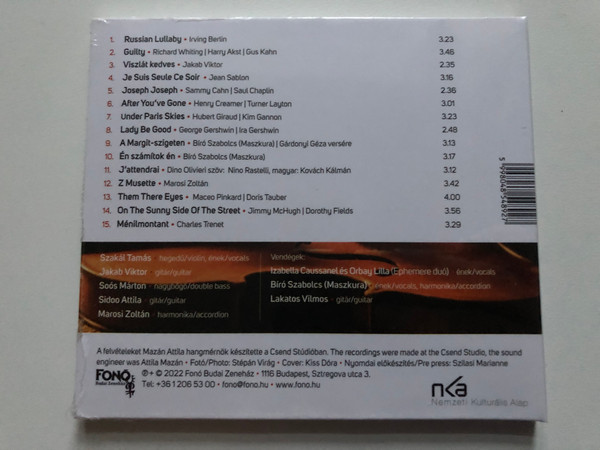 1. Russian Lullaby • Irving Berlin 3.23
2. Guilty • Richard Whiting | Harry Akst | Gus Kahn 3.46
3. Viszlát kedves • Jakab Viktor 2.35
4. Je Suis Seule Ce Soir • Jean Sablon 3.16
5. Joseph Joseph • Sammy Cahn | Saul Chaplin 2.36
6. After You've Gone • Henry Creamer | Turner Layton 3.01
7. Under Paris Skies • Hubert Giraud | Kim Gannon 3.23
8. Lady Be Good • George Gershwin | Ira Gershwin 2.48
9. A Margit-szigeten • Bíró Szabolcs (Maszkura) | Gárdonyi Géza versére 3.13
10. Én számítok én • Bíró Szabolcs (Maszkura) 3.17
11. J'attendrai • Dino Olivieri szöv: Nino Rastelli, magyar: Kovách Kálmán 3.12
12. Z Musette • Marosi Zoltán 3.42
13. Them There Eyes • Maceo Pinkard | Doris Tauber 4.00
14. On The Sunny Side Of The Street • Jimmy McHugh | Dorothy Fields 3.56
15. Ménilmontant • Charles Trenet 3.29
5 998048 548927
Szakál Tamás • hegedű/violin, ének/vocals
Jakab Viktor • gitár/guitar
Soós Márton • nagybőgő/double bass
Sidoo Attila • gitár/guitar
Marosi Zoltán • harmonika/accordion
Vendégek:
Izabella Caussanel és Orbay Lilla (Ephemere duó) • ének/vocals
Bíró Szabolcs (Maszkura) • ének/vocals, harmonika/accordion
Lakatos Vilmos • gitár/guitar
A felvételeket Mazán Attila hangmérnök készítette a Csend Stúdióban. The recordings were made at the Csend Studio, the sound
engineer was Attila Mazán • Fotó/Photo: Stépán Virág • Cover: Kiss Dóra • Nyomdai előkészítés/Pre press: Szilasi Marianne
℗ + © 2022 Fonó Budai Zeneház • 1116 Budapest, Sztregova utca 3.
Tel: +36 1 206 53 00 • fono@fono.hu • www.fono.hu
FONÓ
Budai Zeneház
nka
Nemzeti Kulturális Alap